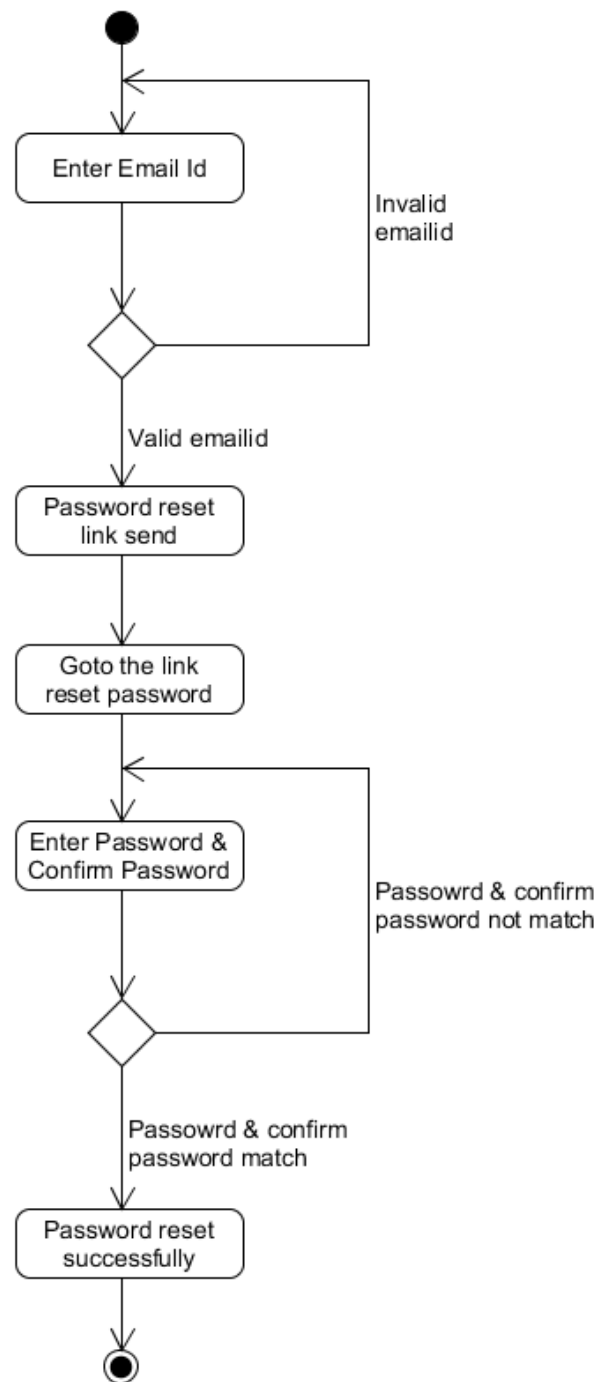 Enter Email Id
Invalid
emailid
Valid emailid
Password reset
link send
Goto the link
reset password
Enter Password &
Confirm Password
Passowrd & confirm
password not match
Passowrd & confirm
password match
Password reset
successfully